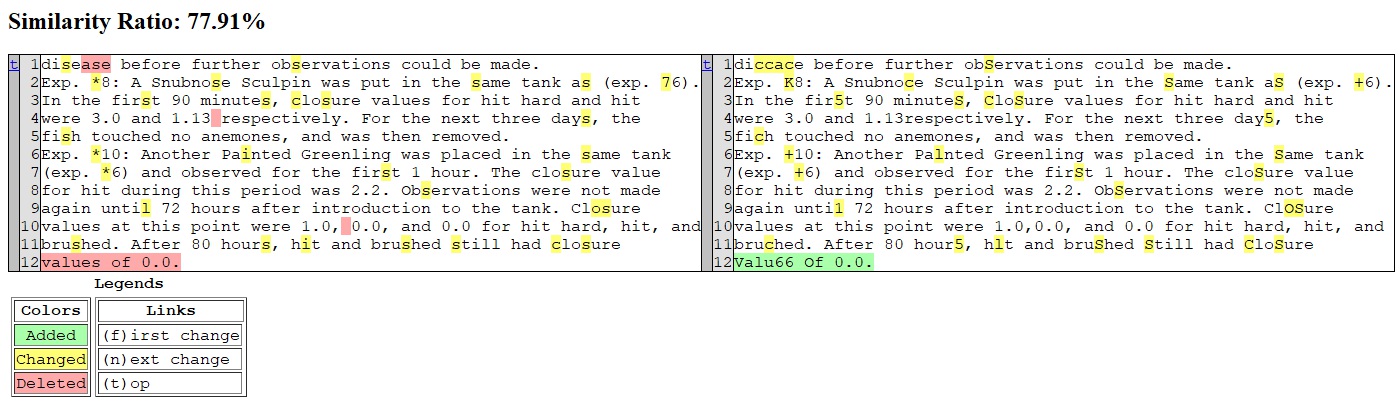 Similarity Ratio: 77.91%
t 1 disease before further observations could be made.
2 Exp. *8: A Snubnose Sculpin was put in the same tank as (exp. 76).
3 In the first 90 minutes, closure values for hit hard and hit
4 were 3.0 and 1.13 respectively. For the next three days, the
5 fish touched no anemones, and was then removed.
6 Exp. *10: Another Painted Greenling was placed in the same tank
7 (exp. *6) and observed for the first 1 hour. The closure value
8 for hit during this period was 2.2. Observations were not made
9 again until 72 hours after introduction to the tank. Closure
10 values at this point were 1.0, 0.0, and 0.0 for hit hard, hit, and
11 brushed. After 80 hours, hit and brushed still had closure
12 values of 0.0.
t 1 diccace before further obServations could be made.
2 Exp. K8: A Snubnoce Sculpin was put in the Same tank aS (exp. +6).
3 In the fir5t 90 minuteS, CloSure values for hit hard and hit
4 were 3.0 and 1.13respectively. For the next three day5, the
5 fich touched no anemones, and was then removed.
6 Exp. +10: Another Palnted Greenling was placed in the Same tank
7 (exp. +6) and observed for the firSt 1 hour. The cloSure value
8 for hit during this period was 2.2. ObServations were not made
9 again unti1 72 hours after introduction to the tank. ClOSure
10 values at this point were 1.0,0.0, and 0.0 for hit hard, hit, and
11 bruched. After 80 hour5, hlt and bruShed Still had CloSure
12 Valu66 Of 0.0.
Legends
Colors
Added
Changed
Deleted
Links
(f)irst change
(n)ext change
(t)op